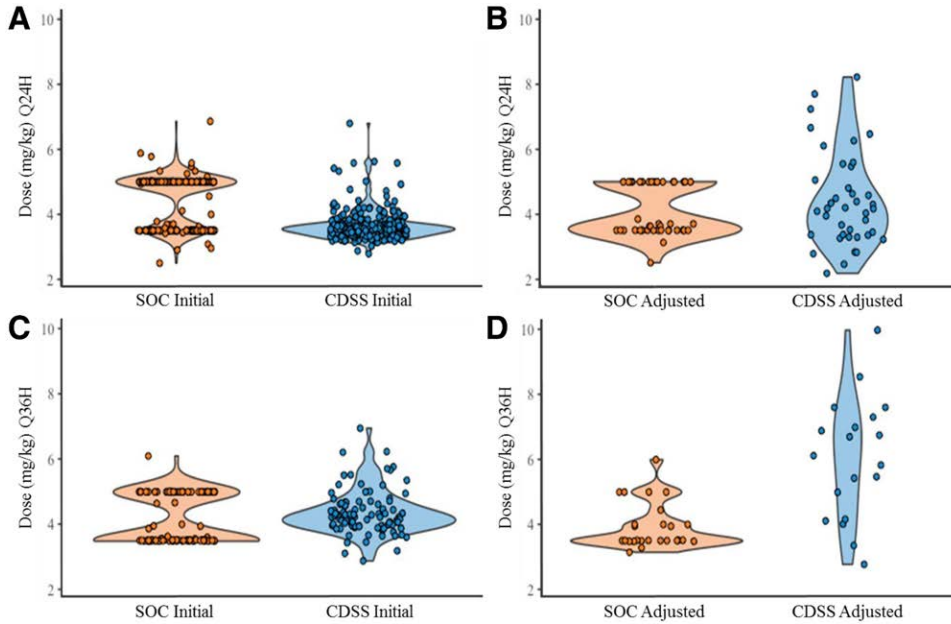 A
Dose (mg/kg) Q24H
10
8
6
4
2
SOC Initial CDSS Initial
B
Dose (mg/kg) Q24H
10
8
6
4
2
SOC Adjusted CDSS Adjusted
C
Dose (mg/kg) Q36H
10
8
6
4
2
SOC Initial CDSS Initial
D
Dose (mg/kg) Q36H
10
8
6
4
2
SOC Adjusted CDSS Adjusted